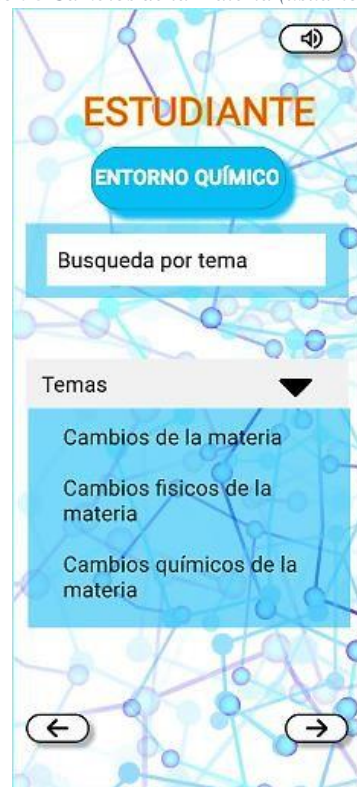 ESTUDIANTE
ENTORNO QUÍMICO
Busqueda por tema
Temas
Cambios de la materia
Cambios fisicos de la
materia
Cambios químicos de la
materia